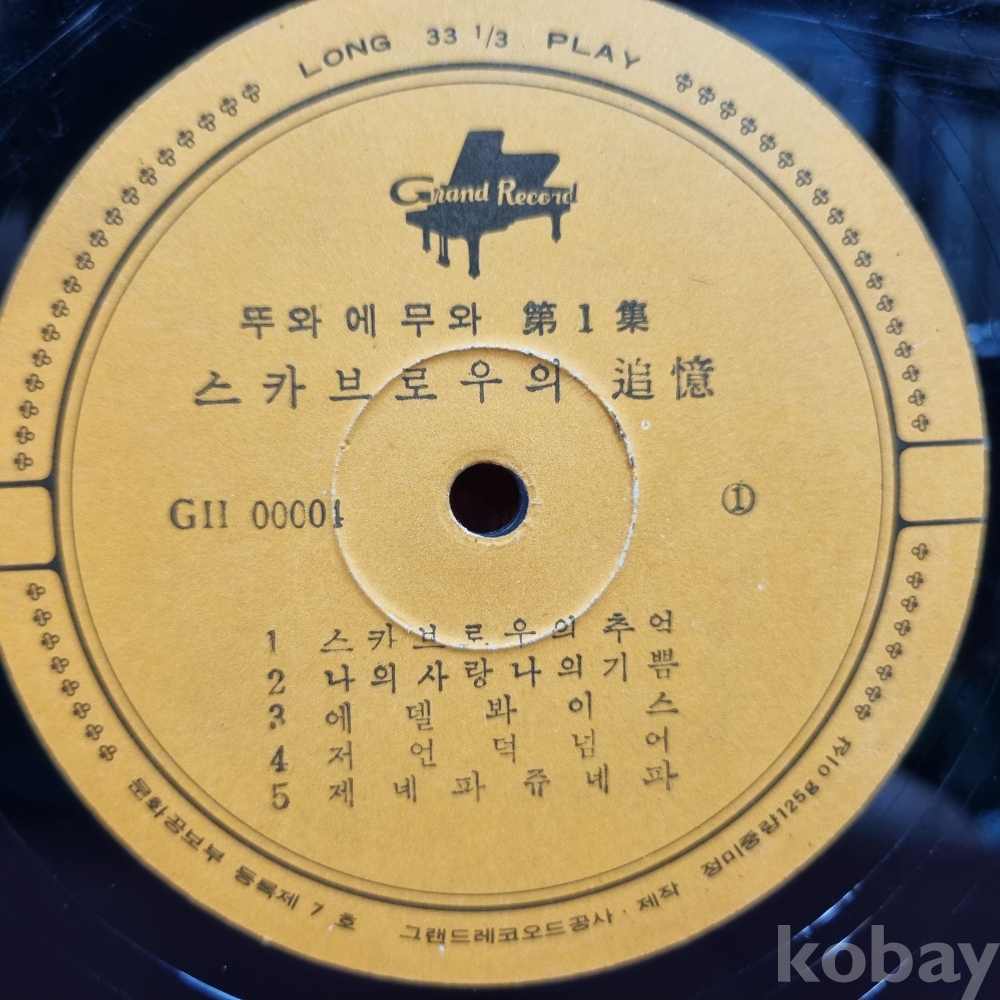 LONG 33 1/3 PLAY
Grand Record
뚜와 에 무와 第1集
스카브로우의 追憶
GH 00004
①
1 스카브로우의 추억
2 나의 사랑 나의 기쁨
3 에델봐이스
4 저 언덕 넘어
5 제네파쥬네파
문화공보부 등록제 7 호 그랜드레코오드공사·제작 정미중량125g 이상
kobay